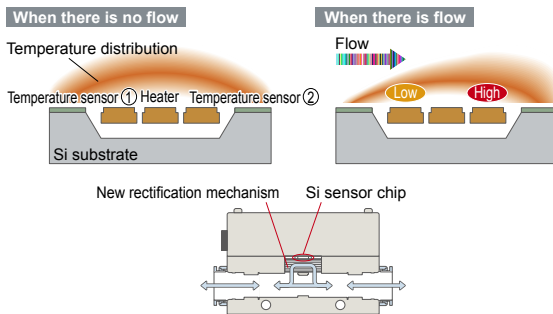 When there is no flow
When there is flow
Temperature distribution
Flow
Temperature sensor ① Heater
Temperature sensor ②
Low
High
Si substrate
New rectification mechanism
Si sensor chip